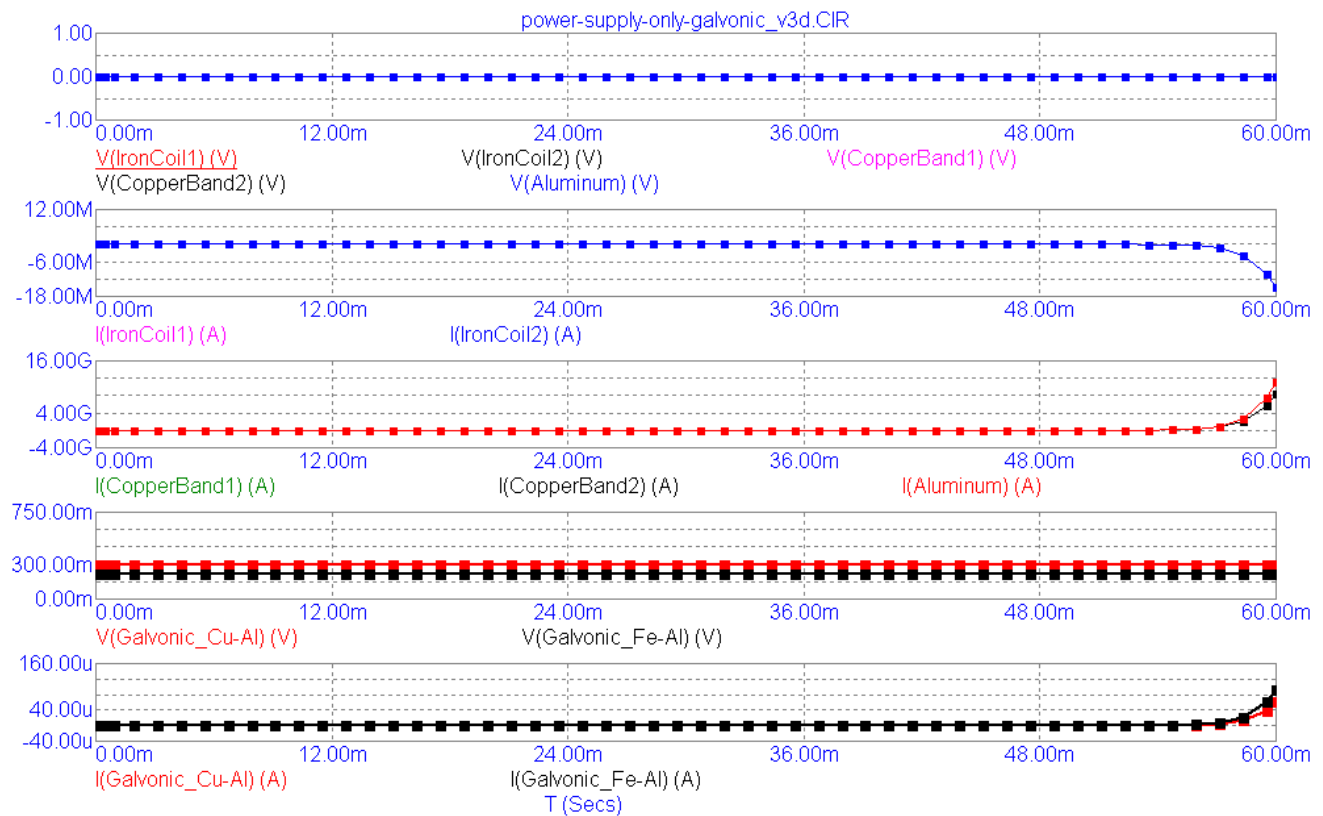 power-supply-only-galvonic_v3d.CIR
1.00
0.00
-1.00
0.00m 12.00m 24.00m 36.00m 48.00m 60.00m
V(IronCoil1) (V) V(IronCoil2) (V) V(CopperBand1) (V)
V(CopperBand2) (V) V(Aluminum) (V)
12.00M
-6.00M
-18.00M
0.00m 12.00m 24.00m 36.00m 48.00m 60.00m
I(IronCoil1) (A) I(IronCoil2) (A)
16.00G
4.00G
-4.00G
0.00m 12.00m 24.00m 36.00m 48.00m 60.00m
I(CopperBand1) (A) I(CopperBand2) (A) I(Aluminum) (A)
750.00m
300.00m
0.00m
0.00m 12.00m 24.00m 36.00m 48.00m 60.00m
V(Galvonic_Cu-Al) (V) V(Galvonic_Fe-Al) (V)
160.00u
40.00u
-40.00u
0.00m 12.00m 24.00m 36.00m 48.00m 60.00m
I(Galvonic_Cu-Al) (A) I(Galvonic_Fe-Al) (A)
T (Secs)